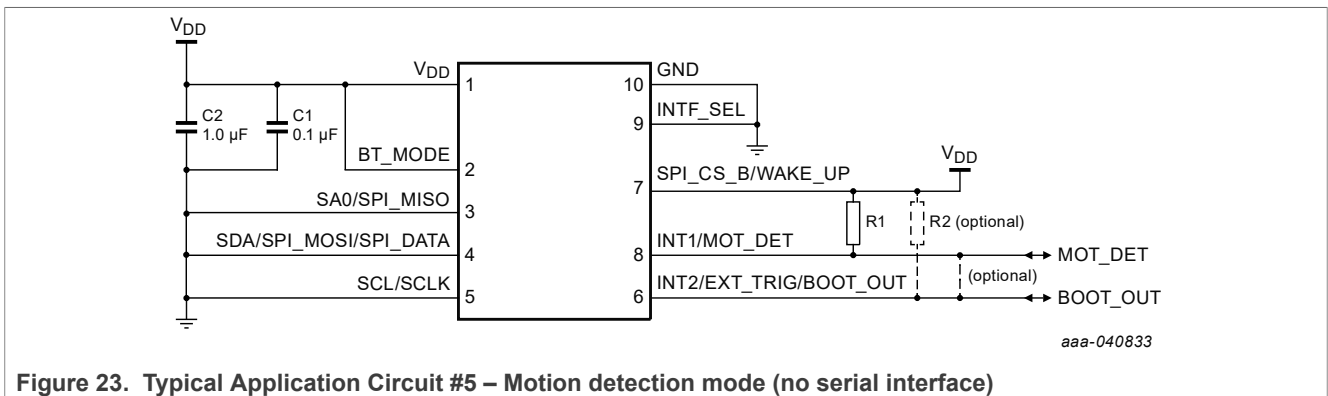 VDD
VDD
1
C2
1.0 µF
C1
0.1 µF
BT_MODE
2
SA0/SPI_MISO
3
SDA/SPI_MOSI/SPI_DATA
4
SCL/SCLK
5
GND
10
INTF_SEL
9
VDD
SPI_CS_B/WAKE_UP
7
R1
R2 (optional)
INT1/MOT_DET
8
MOT_DET
(optional)
INT2/EXT_TRIG/BOOT_OUT
6
BOOT_OUT
aaa-040833
Figure 23. Typical Application Circuit #5 – Motion detection mode (no serial interface)